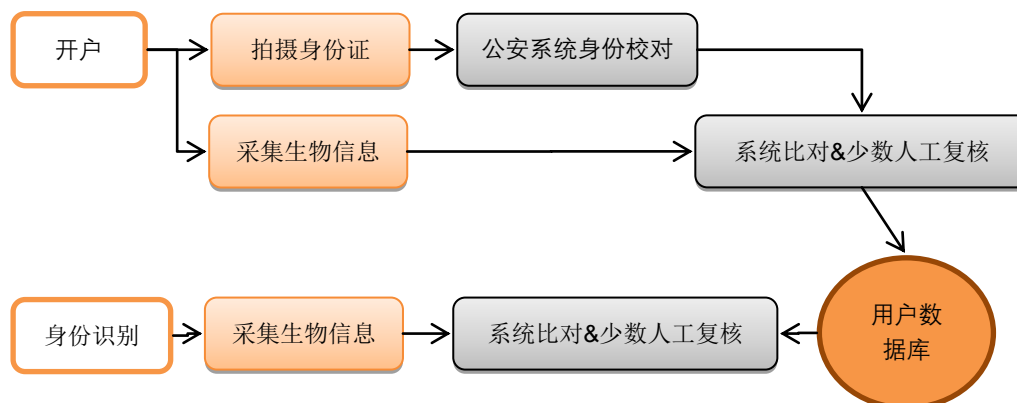 开户
拍摄身份证
公安系统身份校对
采集生物信息
系统比对&少数人工复核
身份识别
采集生物信息
系统比对&少数人工复核
用户数
据库